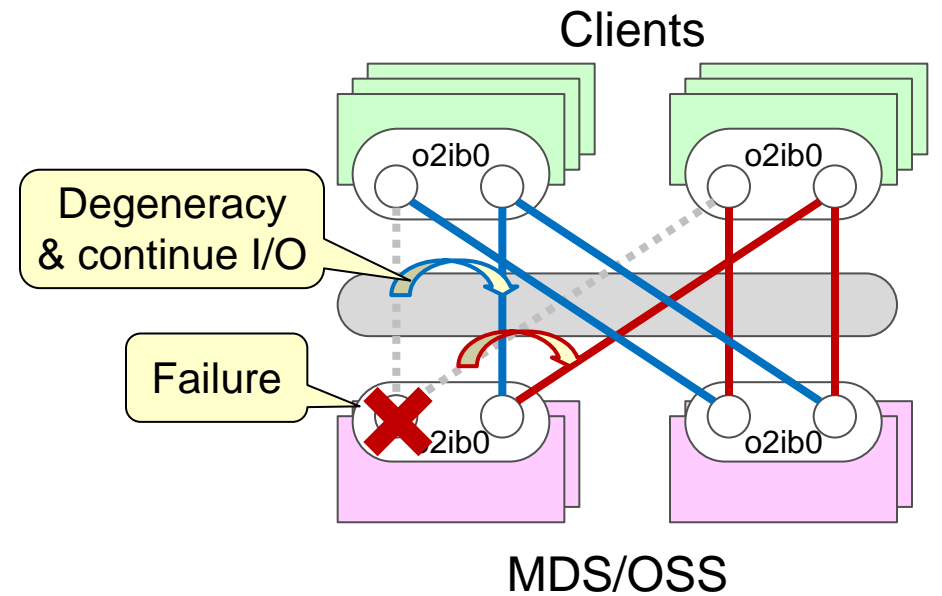 Clients
o2ib0
o2ib0
Degeneracy
& continue I/O
Failure
o2ib0
o2ib0
MDS/OSS